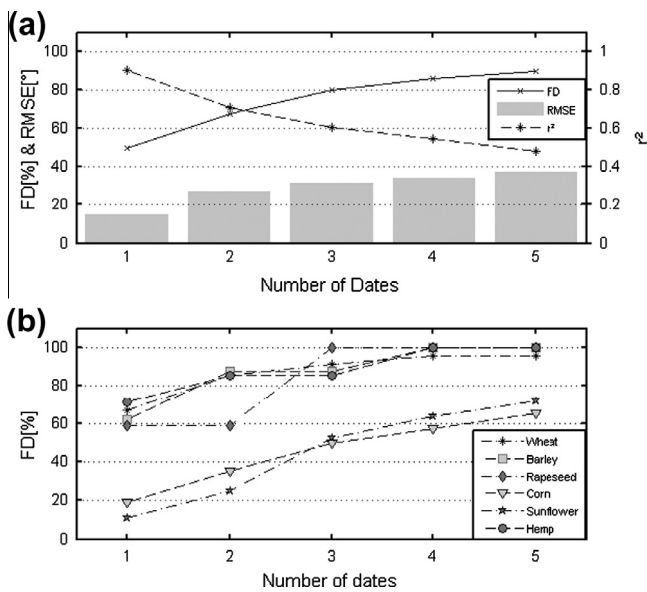 (a)
100
80
60
40
20
0
FD[%] & RMSE[°]
1
0.8
0.6
0.4
0.2
0
r²
FD
RMSE
r²
1 2 3 4 5
Number of Dates
(b)
100
80
60
40
20
0
FD[%]
Wheat
Barley
Rapeseed
Corn
Sunflower
Hemp
1 2 3 4 5
Number of dates